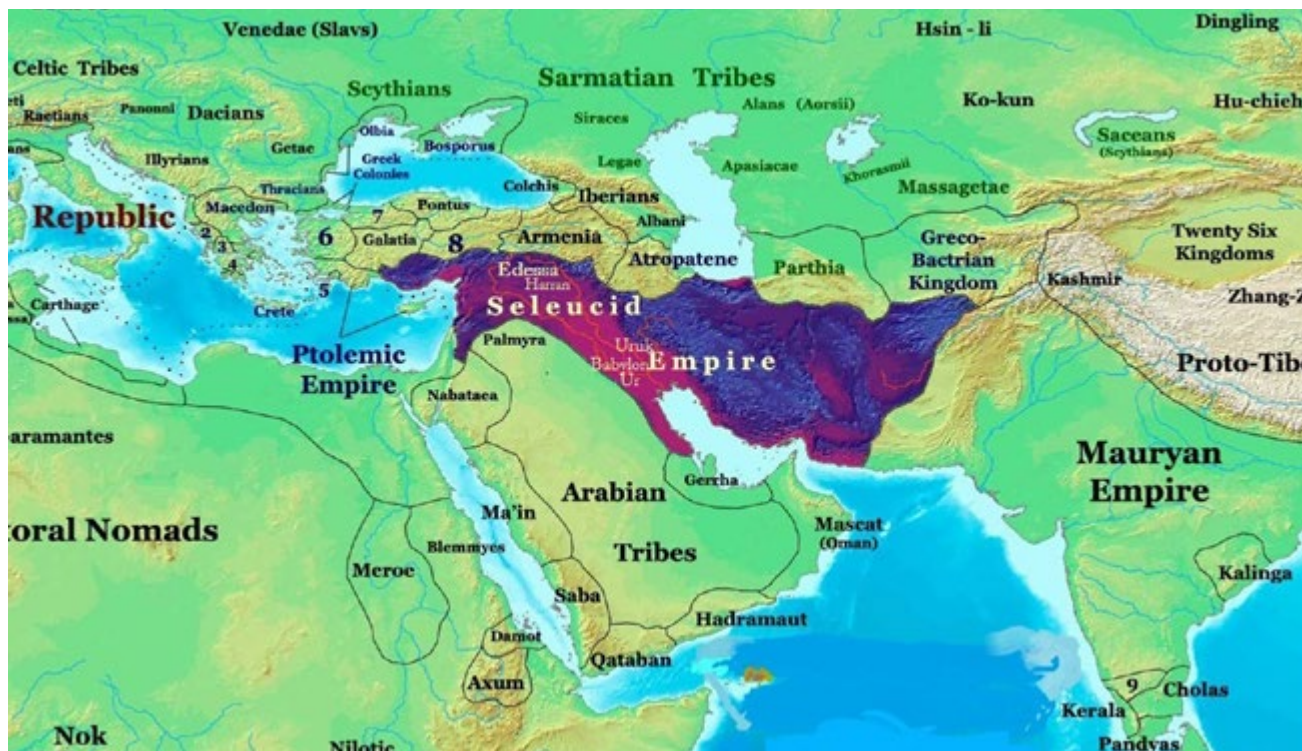 Venedae (Slavs)
Hsin - li
Dingling
Celtic Tribes
Sarmatian Tribes
Scythians
Alans (Aorsii)
Ko-kun
Hu-chieh
eti
Raetians
Panonni
Dacians
Siraces
Olbia
Bosporus
Saceans
(Scythians)
ans
Illyrians
Getae
Greek
Colonies
Legae
Apasiacae
Khorasmii
Massagetae
Thracians
Colchis
Iberians
Republic
Macedon
7
Pontus
Albani
2
3
4
6
Galatia
8
Armenia
Atropatene
Parthia
Greco-
Bactrian
Kingdom
Twenty Six
Kingdoms
Kashmir
Zhang-Z
Carthage
5
Crete
Edessa
Harran
Seleucid
Empire
Ptolemic
Empire
Palmyra
Uruk
Babylon
Ur
Proto-Tib
Nabataea
aramantes
Gerrha
Mauryan
Empire
Arabian
Tribes
oral Nomads
Ma'in
Mascat
(Oman)
Blemmyes
Meroe
Kalinga
Saba
Hadramaut
Damot
Qataban
Axum
9
Cholas
Kerala
Nok
Nilotic
Pandyas